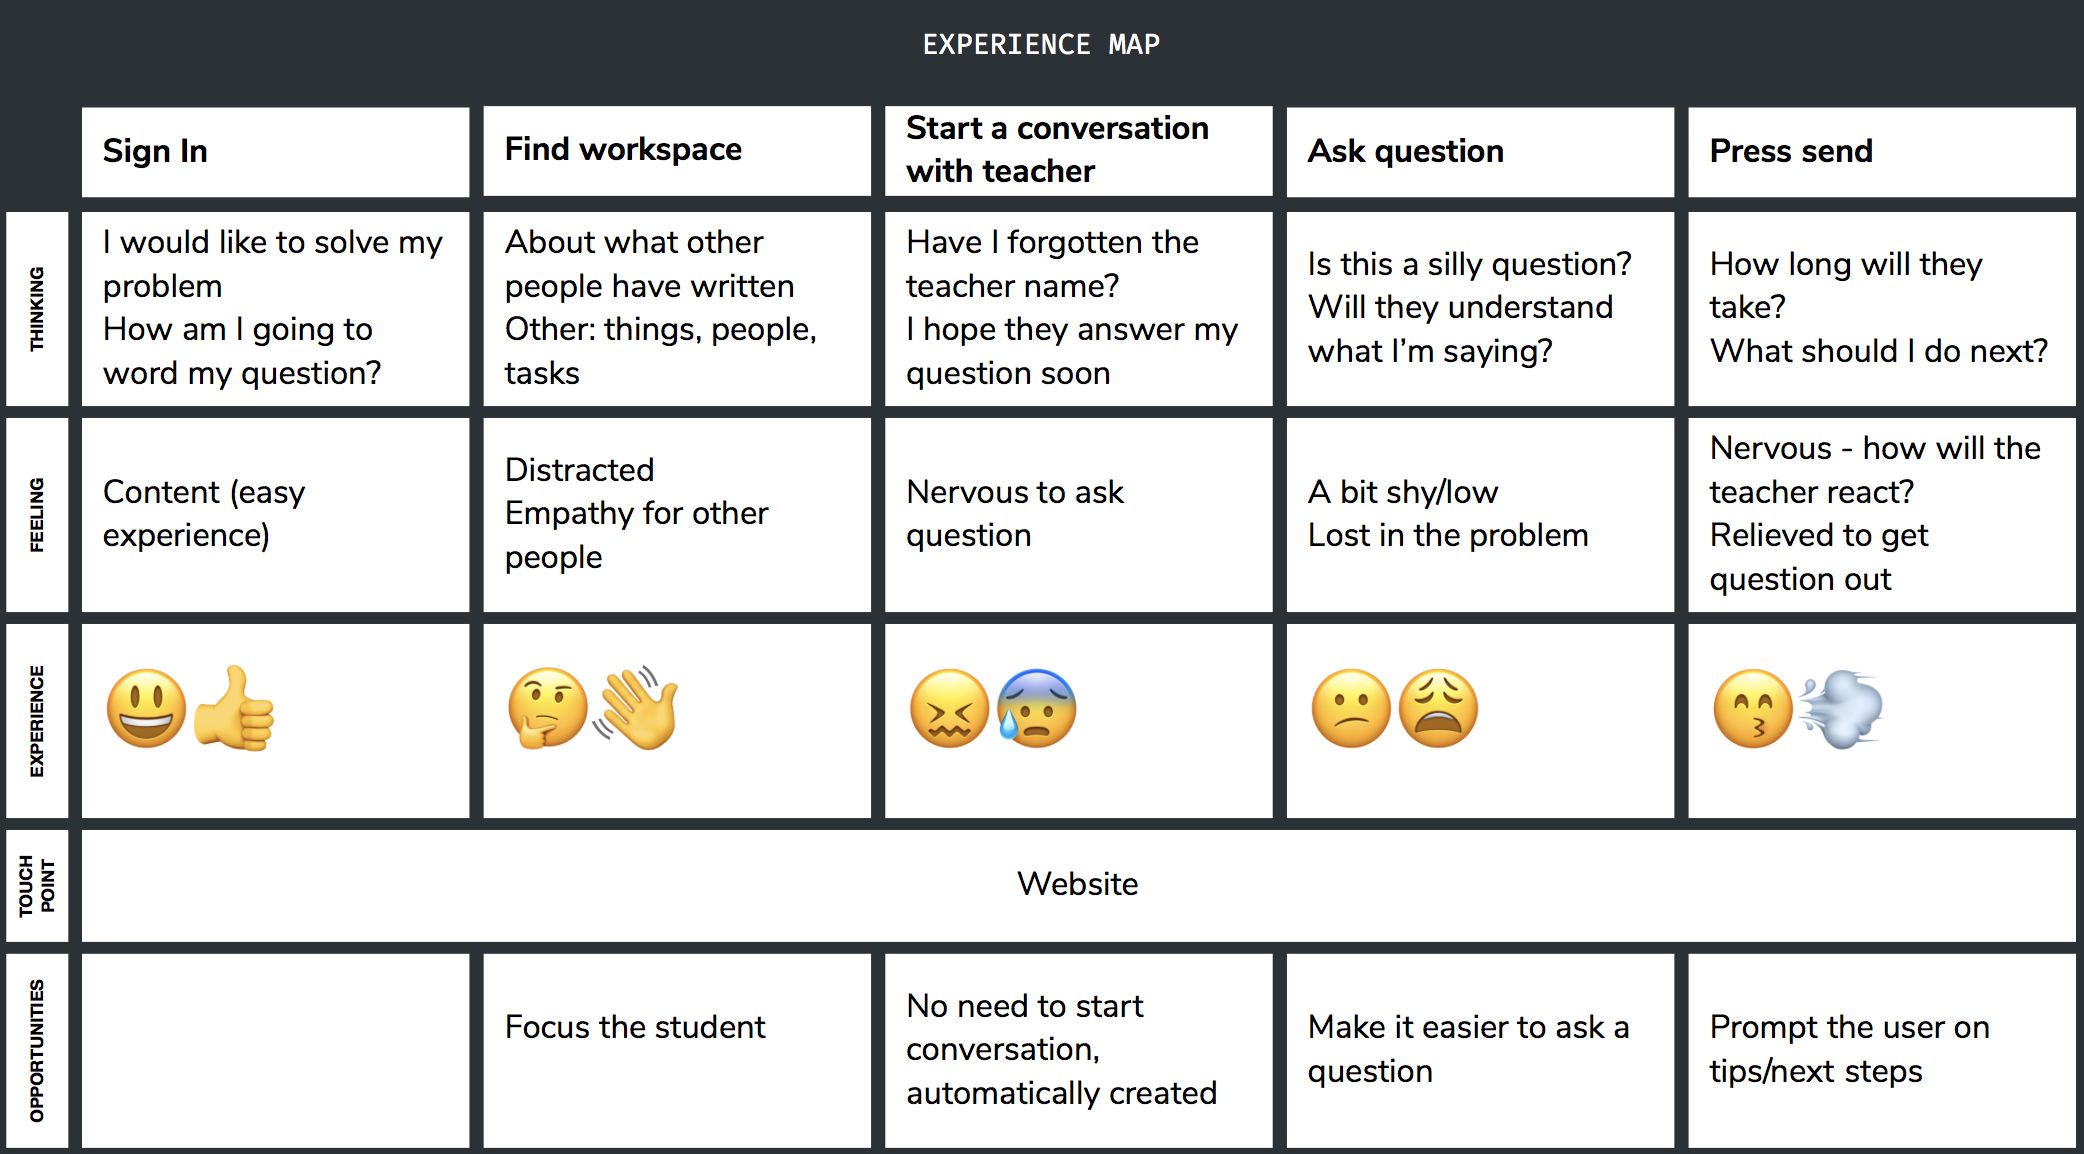 EXPERIENCE MAP
Sign In
Find workspace
Start a conversation
with teacher
Ask question
Press send
THINKING
I would like to solve my
problem
How am I going to
word my question?
About what other
people have written
Other: things, people,
tasks
Have I forgotten the
teacher name?
I hope they answer my
question soon
Is this a silly question?
Will they understand
what I’m saying?
How long will they
take?
What should I do next?
FEELING
Content (easy
experience)
Distracted
Empathy for other
people
Nervous to ask
question
A bit shy/low
Lost in the problem
Nervous - how will the
teacher react?
Relieved to get
question out
EXPERIENCE
TOUCH
POINT
Website
OPPORTUNITIES
Focus the student
No need to start
conversation,
automatically created
Make it easier to ask a
question
Prompt the user on
tips/next steps